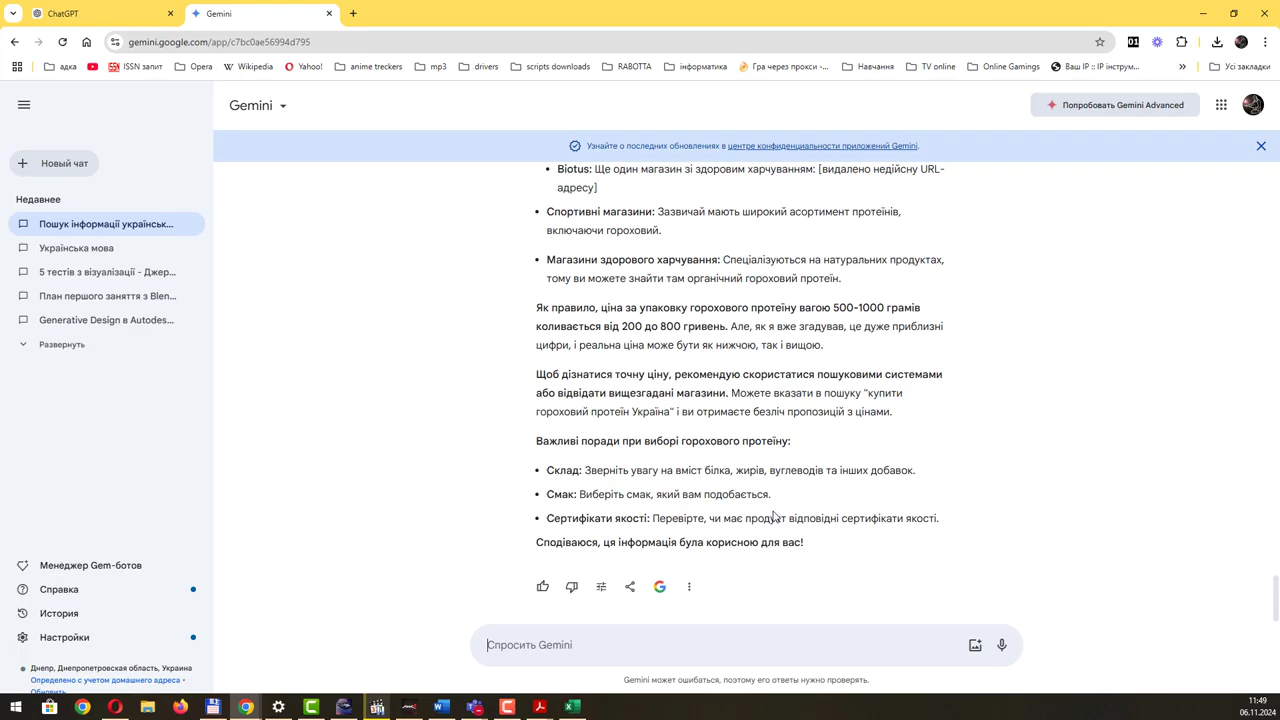 ChatGPT
Gemini
gemini.google.com/app/c7bc0ae56994d795
адка
ISSN запит
Opera
Yahoo!
Wikipedia
anime treckers
mp3
drivers
scripts downloads
RABOTTA
інформатика
Гра через прокси -...
Навчання
TV online
Online Gamings
Ваш IP :: IP інструм...
Усі закладки
Gemini
Попробовать Gemini Advanced
Узнайте о последних обновлениях в центре конфиденциальности приложений Gemini.
Новый чат
Недавнее
Пошук інформації українськ...
Українська мова
5 тестів з візуалізації - Джер...
План першого заняття з Blen...
Generative Design в Autodes...
Развернуть
Менеджер Gem-ботов
Справка
История
Настройки
Днепр, Днепропетровская область, Украина
Определено с учетом домашнего адреса •
Обновить
Biotus: Ще один магазин зі здоровим харчуванням: [видалено недійсну URL-
адресу]
Спортивні магазини: Зазвичай мають широкий асортимент протеїнів,
включаючи гороховий.
Магазини здорового харчування: Спеціалізуються на натуральних продуктах,
тому ви можете знайти там органічний гороховий протеїн.
Як правило, ціна за упаковку горохового протеїну вагою 500-1000 грамів
коливається від 200 до 800 гривень. Але, як я вже згадував, це дуже приблизні
цифри, і реальна ціна може бути як нижчою, так і вищою.
Щоб дізнатися точну ціну, рекомендую скористатися пошуковими системами
або відвідати вищезгадані магазини. Можете вказати в пошуку "купити
гороховий протеїн Україна" і ви отримаєте безліч пропозицій з цінами.
Важливі поради при виборі горохового протеїну:
Склад: Зверніть увагу на вміст білка, жирів, вуглеводів та інших добавок.
Смак: Виберіть смак, який вам подобається.
Сертифікати якості: Перевірте, чи має продукт відповідні сертифікати якості.
Сподіваюся, ця інформація була корисною для вас!
Спросить Gemini
Gemini может ошибаться, поэтому его ответы нужно проверять.
11:49
06.11.2024